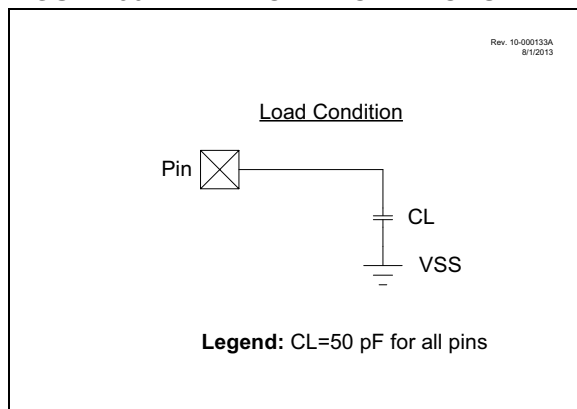 Rev. 10-000133A
8/1/2013
Load Condition
Pin
CL
VSS
Legend: CL=50 pF for all pins